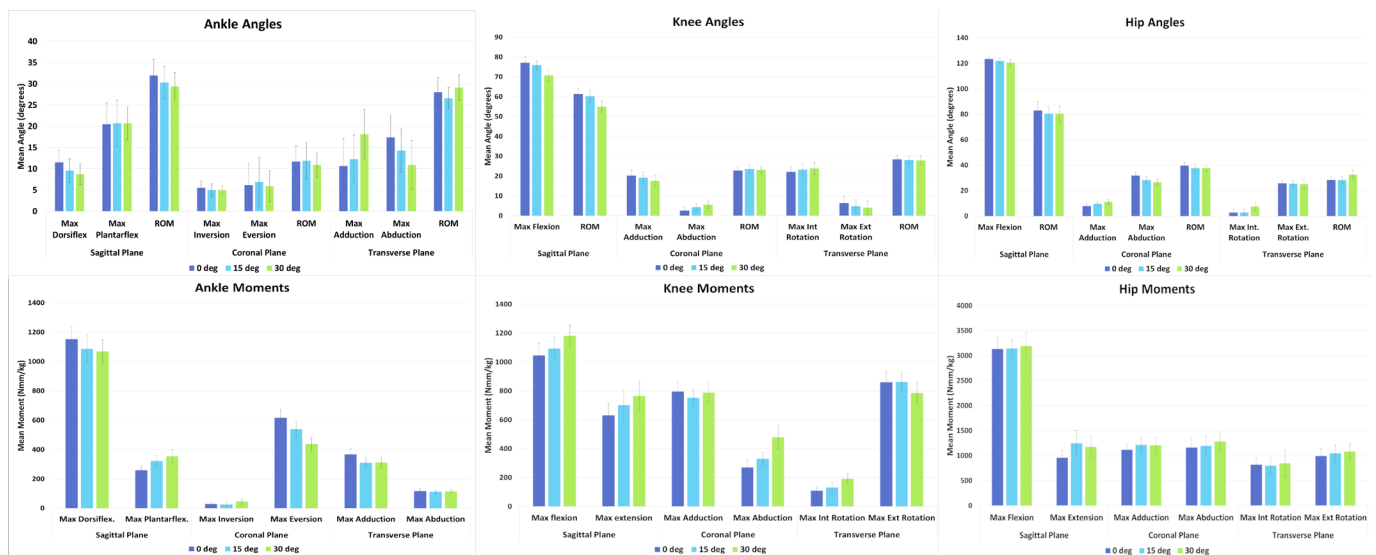 Ankle Angles
Mean Angle (degrees)
40
35
30
25
20
15
10
5
0
Max Dorsiflex
Max Plantarflex
ROM
Max Inversion
Max Eversion
ROM
Max Adduction
Max Abduction
ROM
Sagittal Plane
Coronal Plane
Transverse Plane
0 deg 15 deg 30 deg
Knee Angles
Mean Angle (degrees)
90
80
70
60
50
40
30
20
10
0
Max Flexion
ROM
Max Adduction
Max Abduction
ROM
Max Int Rotation
Max Ext Rotation
ROM
Sagittal Plane
Coronal Plane
Transverse Plane
0 deg 15 deg 30 deg
Hip Angles
Mean Angle (degrees)
140
120
100
80
60
40
20
0
Max Flexion
ROM
Max Adduction
Max Abduction
ROM
Max Int. Rotation
Max Ext. Rotation
ROM
Sagittal Plane
Coronal Plane
Transverse Plane
0 deg 15 deg 30 deg
Ankle Moments
Mean Moment (Nmm/kg)
1400
1200
1000
800
600
400
200
0
Max Dorsiflex.
Max Plantarflex.
Max Inversion
Max Eversion
Max Adduction
Max Abduction
Sagittal Plane
Coronal Plane
Transverse Plane
0 deg 15 deg 30 deg
Knee Moments
Mean Moment (Nmm/kg)
1400
1200
1000
800
600
400
200
0
Max flexion
Max extension
Max Adduction
Max Abduction
Max Int Rotation
Max Ext Rotation
Sagittal Plane
Coronal Plane
Transverse Plane
0 deg 15 deg 30 deg
Hip Moments
Mean Moment (Nmm/kg)
4000
3500
3000
2500
2000
1500
1000
500
0
Max Flexion
Max Extension
Max Adduction
Max Abduction
Max Int Rotation
Max Ext Rotation
Sagittal Plane
Coronal Plane
Transverse Plane
0 deg 15 deg 30 deg